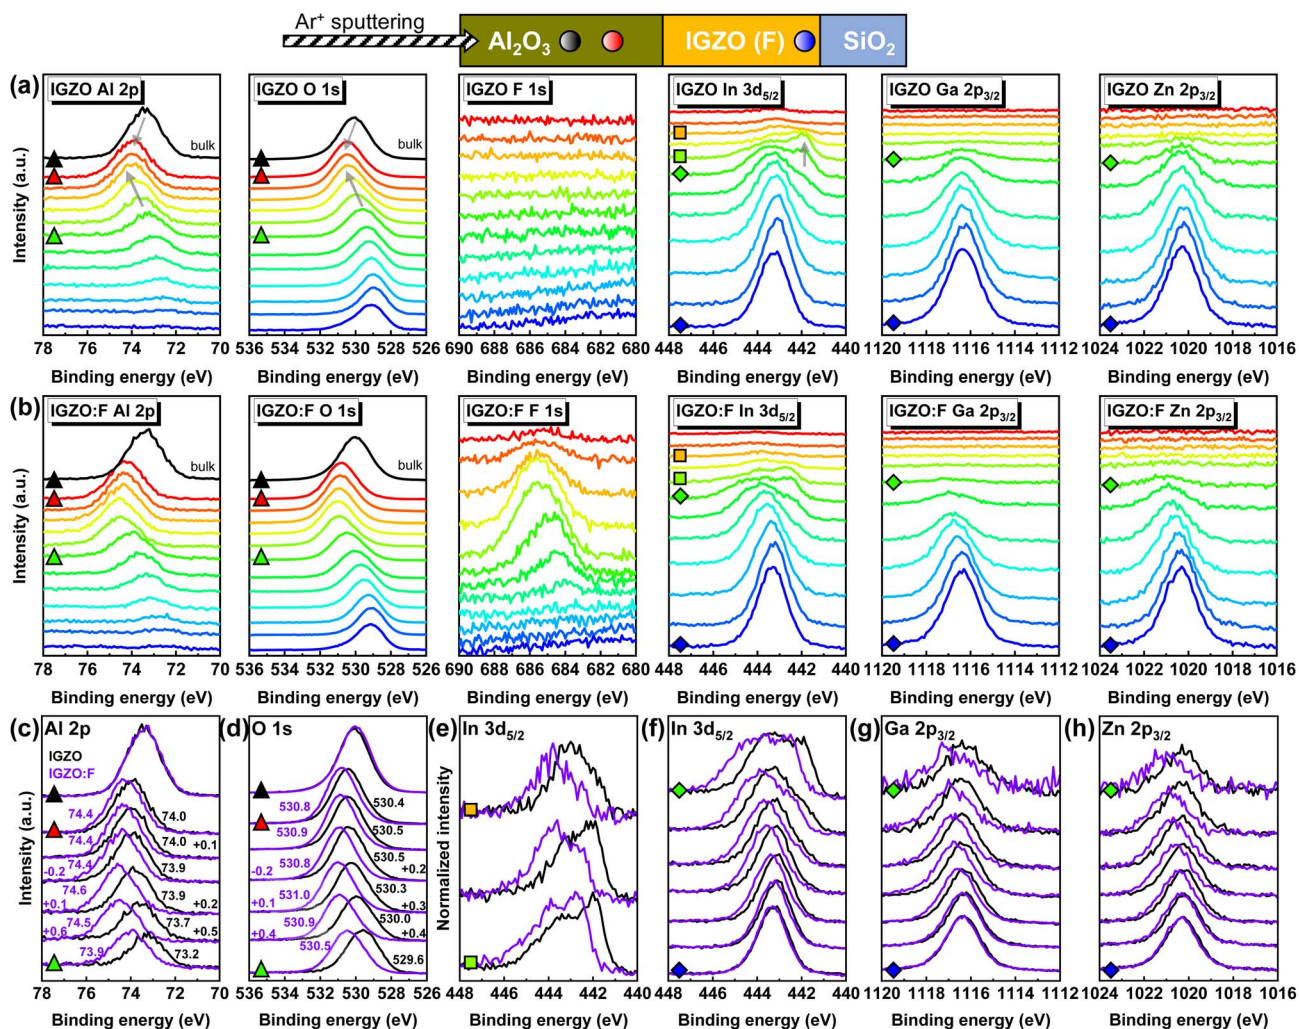 Ar⁺ sputtering
Al₂O₃
IGZO (F)
SiO₂
(a)
IGZO Al 2p
IGZO O 1s
IGZO F 1s
IGZO In 3d₅/₂
IGZO Ga 2p₃/₂
IGZO Zn 2p₃/₂
bulk
bulk
Intensity (a.u.)
78 76 74 72 70
536 534 532 530 528 526
690 688 686 684 682 680
448 446 444 442 440
1120 1118 1116 1114 1112
1024 1022 1020 1018 1016
Binding energy (eV)
Binding energy (eV)
Binding energy (eV)
Binding energy (eV)
Binding energy (eV)
Binding energy (eV)
(b)
IGZO:F Al 2p
IGZO:F O 1s
IGZO:F F 1s
IGZO:F In 3d₅/₂
IGZO:F Ga 2p₃/₂
IGZO:F Zn 2p₃/₂
bulk
bulk
Intensity (a.u.)
78 76 74 72 70
536 534 532 530 528 526
690 688 686 684 682 680
448 446 444 442 440
1120 1118 1116 1114 1112
1024 1022 1020 1018 1016
Binding energy (eV)
Binding energy (eV)
Binding energy (eV)
Binding energy (eV)
Binding energy (eV)
Binding energy (eV)
(c)
Al 2p
IGZO
IGZO:F
Intensity (a.u.)
74.4
74.0
74.4
74.0
+0.1
74.4
73.9
-0.2
74.6
73.9
+0.1
+0.2
74.5
73.7
+0.6
+0.5
73.9
73.2
78 76 74 72 70
Binding energy (eV)
(d)
O 1s
530.8
530.4
530.9
530.5
530.8
530.5
-0.2
+0.2
531.0
530.3
+0.1
+0.3
530.9
530.0
+0.4
+0.4
530.5
529.6
536 534 532 530 528 526
Binding energy (eV)
(e)
In 3d₅/₂
Normalized intensity
448 446 444 442 440
Binding energy (eV)
(f)
In 3d₅/₂
448 446 444 442 440
Binding energy (eV)
(g)
Ga 2p₃/₂
1120 1118 1116 1114 1112
Binding energy (eV)
(h)
Zn 2p₃/₂
1024 1022 1020 1018 1016
Binding energy (eV)